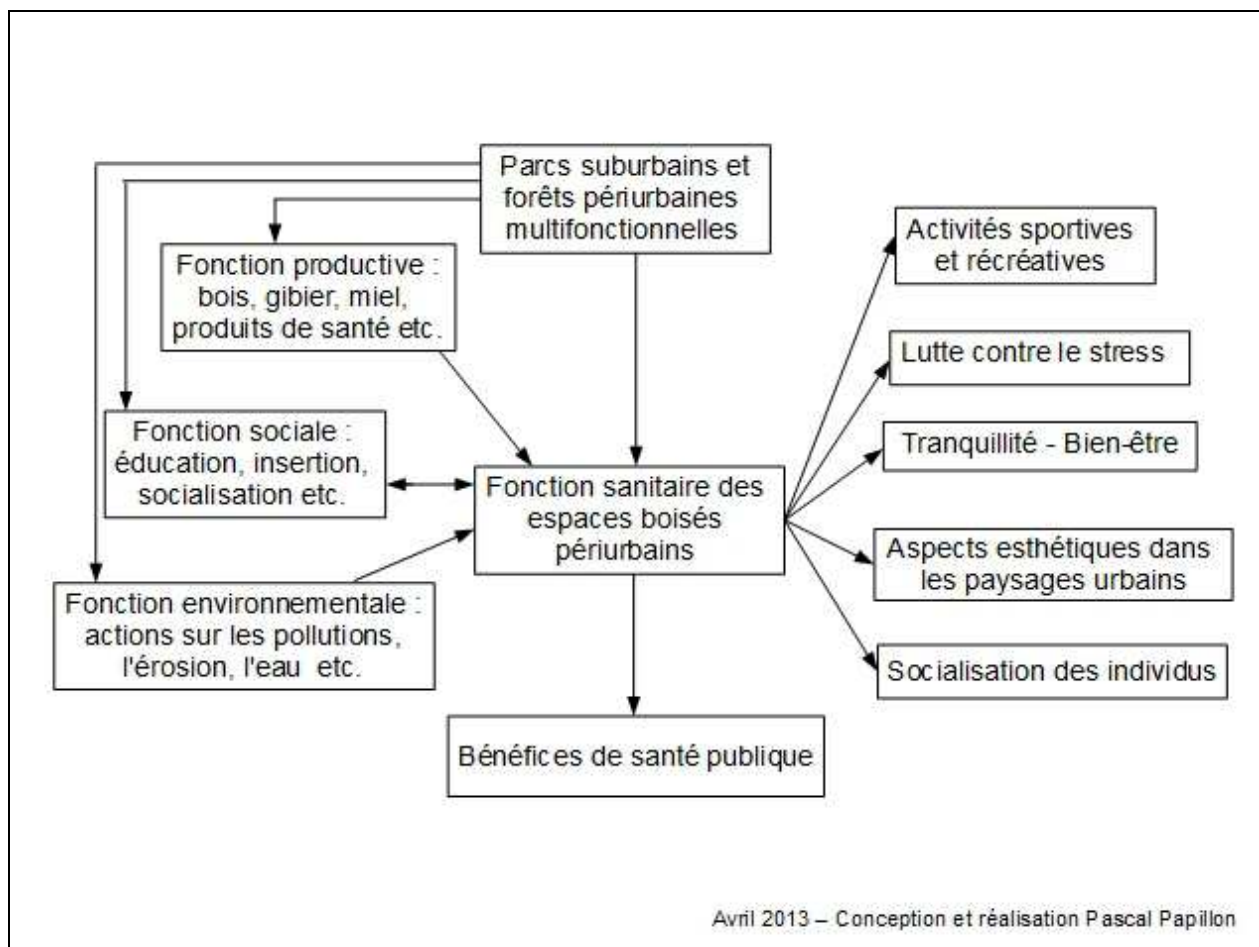 Parcs suburbains et
forêts périurbaines
multifonctionnelles
Fonction productive :
bois, gibier, miel,
produits de santé etc.
Fonction sociale :
éducation, insertion,
socialisation etc.
Fonction environnementale :
actions sur les pollutions,
l'érosion, l'eau etc.
Fonction sanitaire des
espaces boisés
périurbains
Bénéfices de santé publique
Activités sportives
et récréatives
Lutte contre le stress
Tranquillité - Bien-être
Aspects esthétiques dans
les paysages urbains
Socialisation des individus
Avril 2013 – Conception et réalisation Pascal Papillon